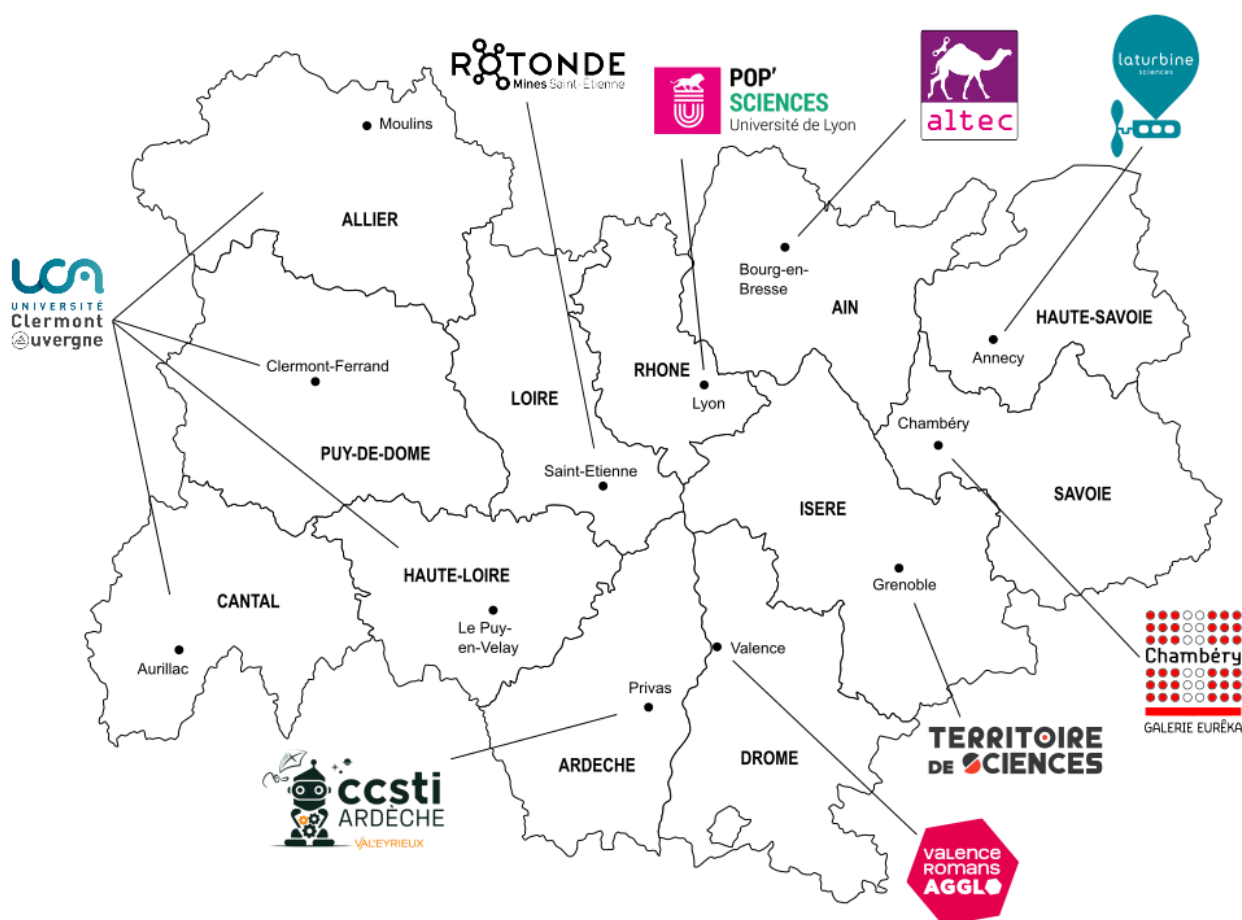 ROTONDE
Mines Saint-Étienne
POP'
SCIENCES
Université de Lyon
altec
laturbine
sciences
Moulins
ALLIER
UCA
UNIVERSITÉ
Clermont
Auvergne
Clermont-Ferrand
PUY-DE-DOME
LOIRE
Saint-Etienne
RHONE
Lyon
Bourg-en-
Bresse
AIN
HAUTE-SAVOIE
Annecy
Chambéry
SAVOIE
ISERE
Grenoble
CANTAL
Aurillac
HAUTE-LOIRE
Le Puy-
en-Velay
Privas
ARDECHE
Valence
DROME
Chambéry
GALERIE EURÊKA
TERRITOIRE
DE SCIENCES
ccsti
ARDÈCHE
VAL'EYRIEUX
valence
Romans
AGGLO